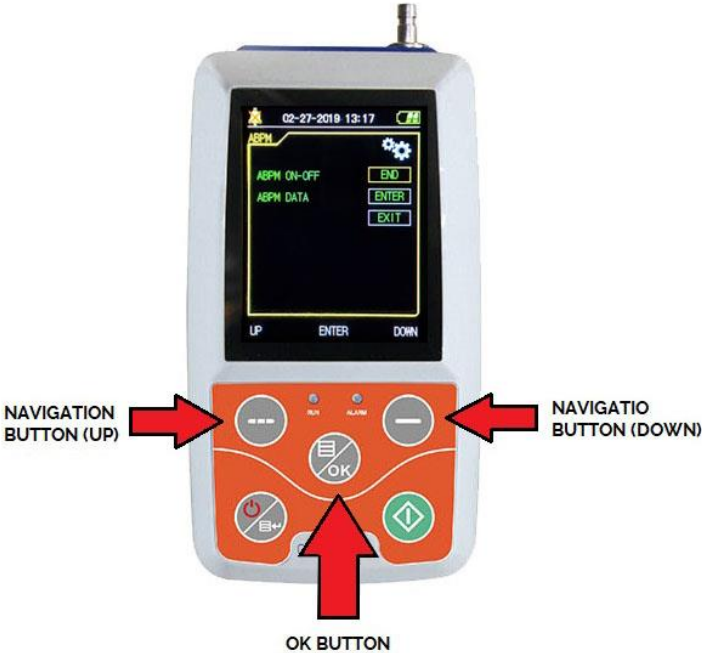 02-27-2019 13:17
ABPM
ABPM ON-OFF END
ABPM DATA ENTER
EXIT
UP ENTER DOWN
NAVIGATION
BUTTON (UP)
NAVIGATIO
BUTTON (DOWN)
RUN ALARM
OK
OK BUTTON